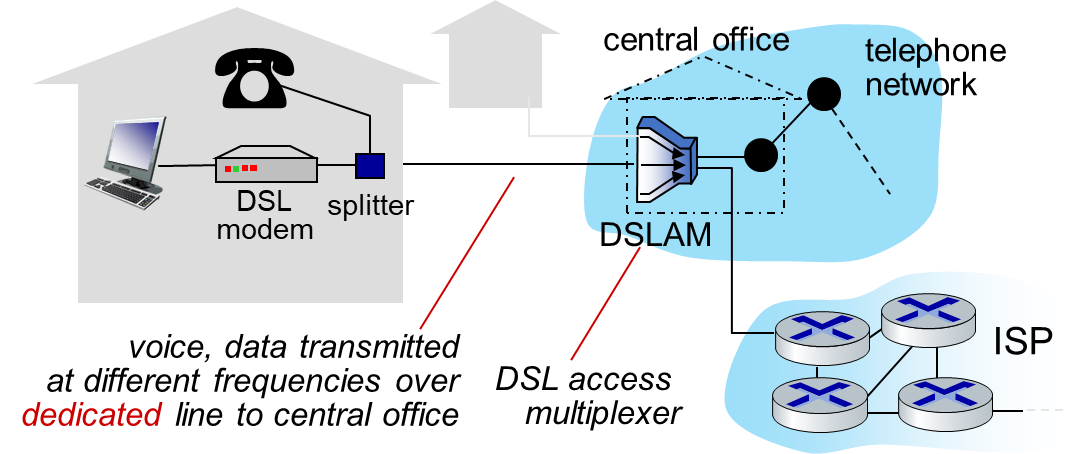 central office
telephone
network
DSL
modem
splitter
DSLAM
voice, data transmitted
at different frequencies over
dedicated line to central office
DSL access
multiplexer
ISP